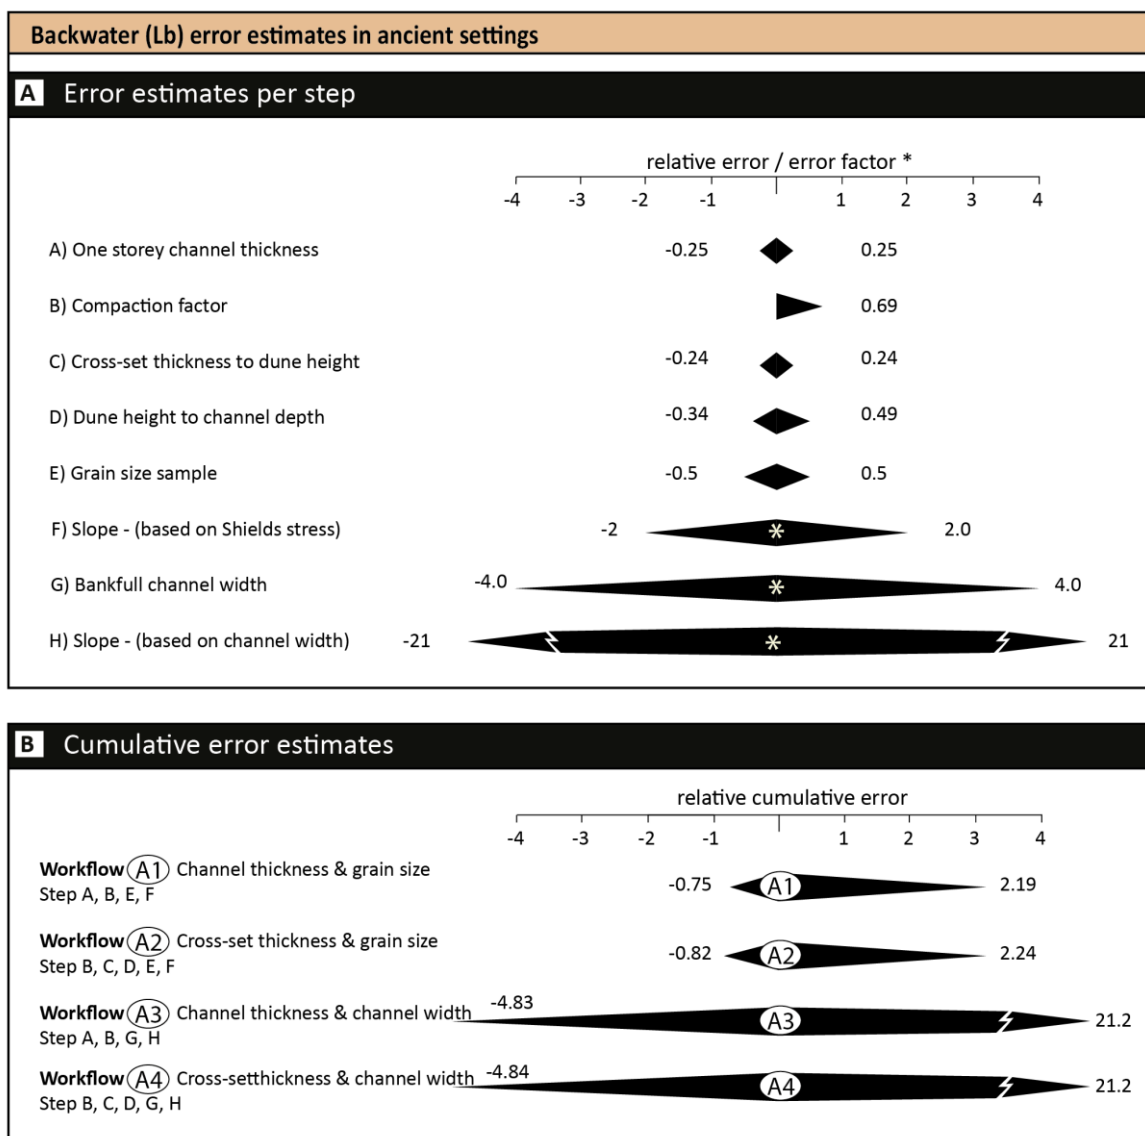 Backwater (Lb) error estimates in ancient settings
A Error estimates per step
relative error / error factor *
-4 -3 -2 -1 1 2 3 4
A) One storey channel thickness -0.25 0.25
B) Compaction factor 0.69
C) Cross-set thickness to dune height -0.24 0.24
D) Dune height to channel depth -0.34 0.49
E) Grain size sample -0.5 0.5
F) Slope - (based on Shields stress) -2 * 2.0
G) Bankfull channel width -4.0 * 4.0
H) Slope - (based on channel width) -21 * 21
B Cumulative error estimates
relative cumulative error
-4 -3 -2 -1 1 2 3 4
Workflow A1 Channel thickness & grain size -0.75 A1 2.19
Step A, B, E, F
Workflow A2 Cross-set thickness & grain size -0.82 A2 2.24
Step B, C, D, E, F
Workflow A3 Channel thickness & channel width -4.83 A3 21.2
Step A, B, G, H
Workflow A4 Cross-setthickness & channel width -4.84 A4 21.2
Step B, C, D, G, H